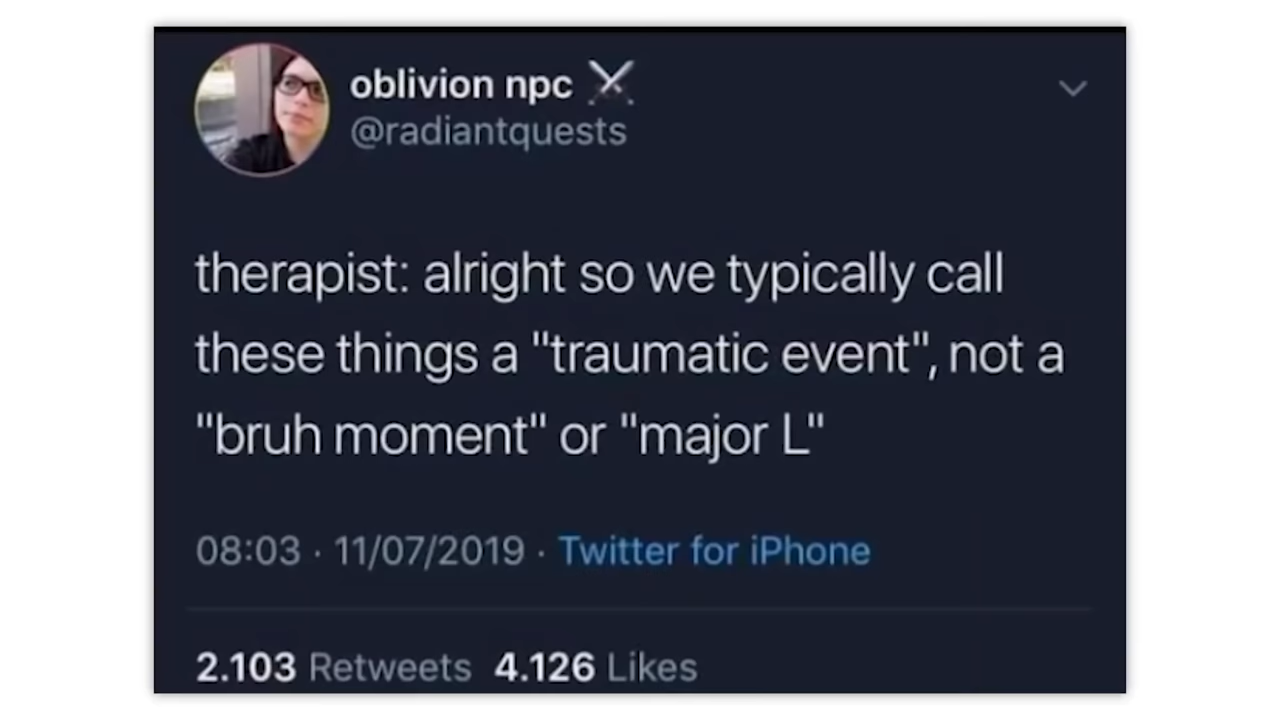 oblivion npc ⚔
@radiantquests
therapist: alright so we typically call
these things a "traumatic event", not a
"bruh moment" or "major L"
08:03 · 11/07/2019 · Twitter for iPhone
2.103 Retweets 4.126 Likes